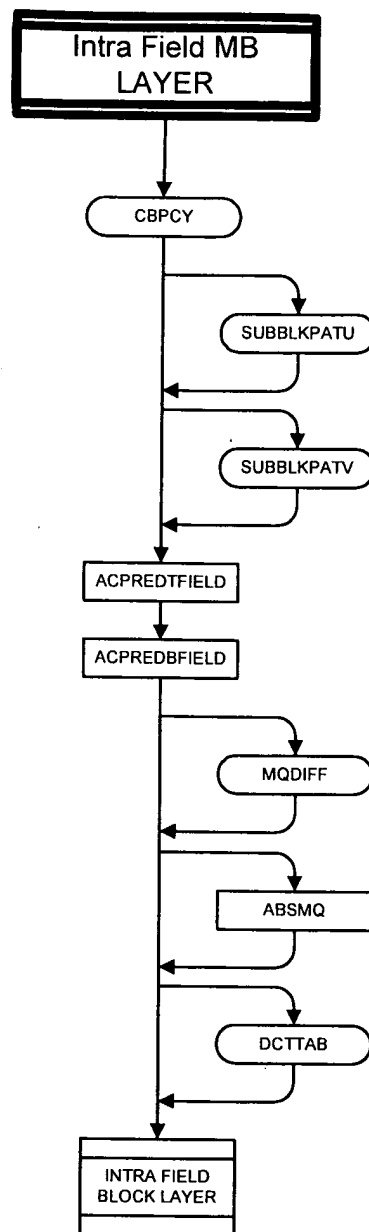 Intra Field MB
LAYER
CBPCY
SUBBLKPATU
SUBBLKPATV
ACPREDTFIELD
ACPREDBFIELD
MQDIFF
ABSMQ
DCTTAB
INTRA FIELD
BLOCK LAYER